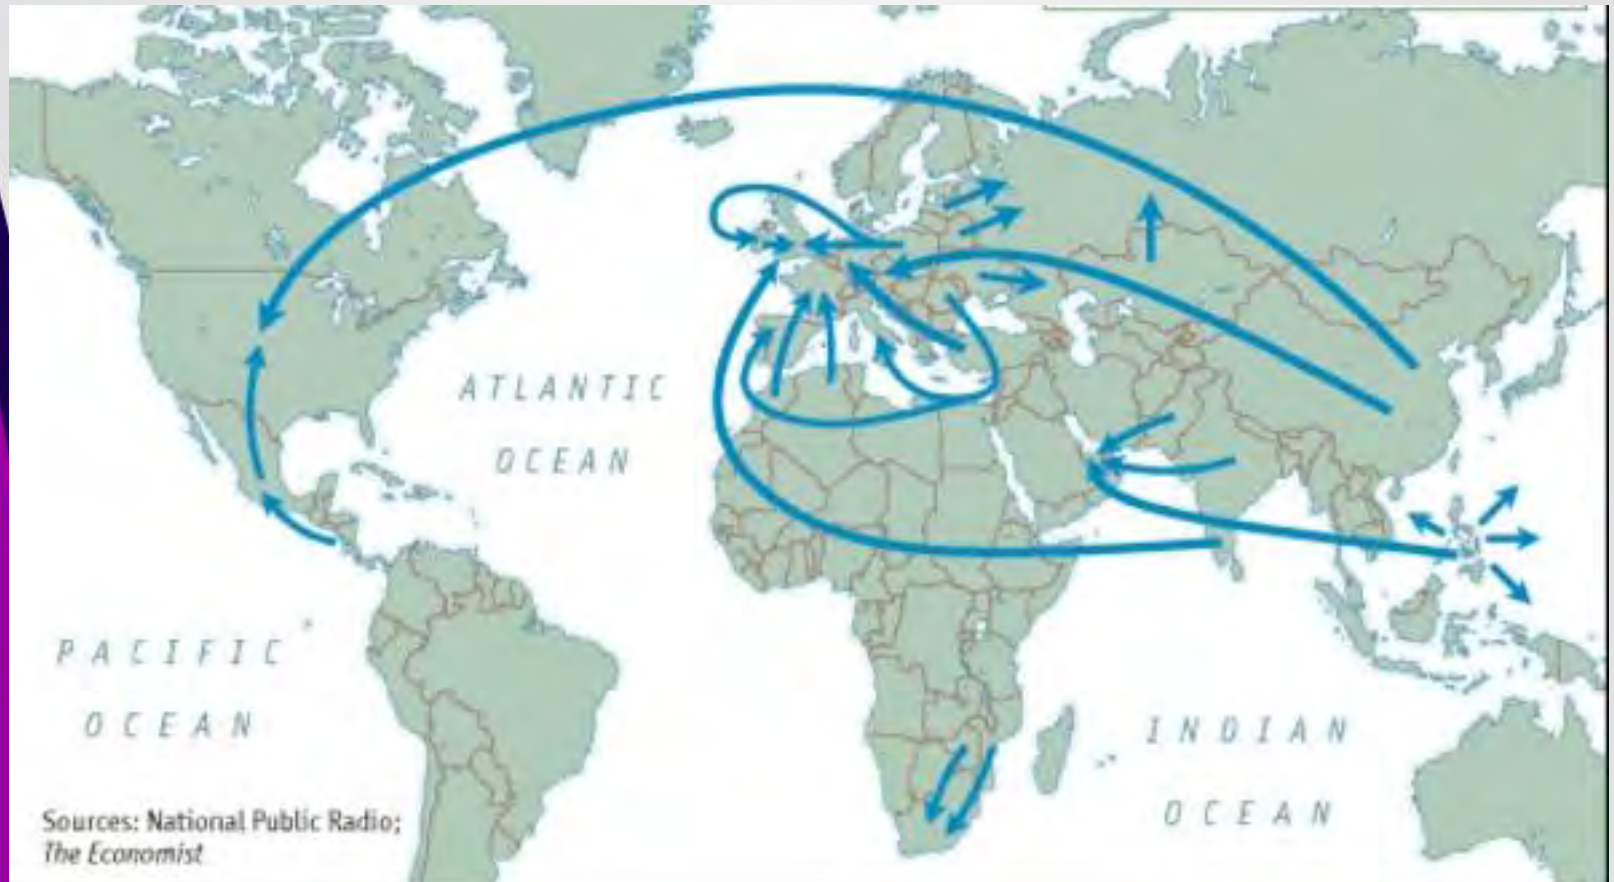 ATLANTIC
OCEAN
PACIFIC
OCEAN
INDIAN
OCEAN
Sources: National Public Radio;
The Economist